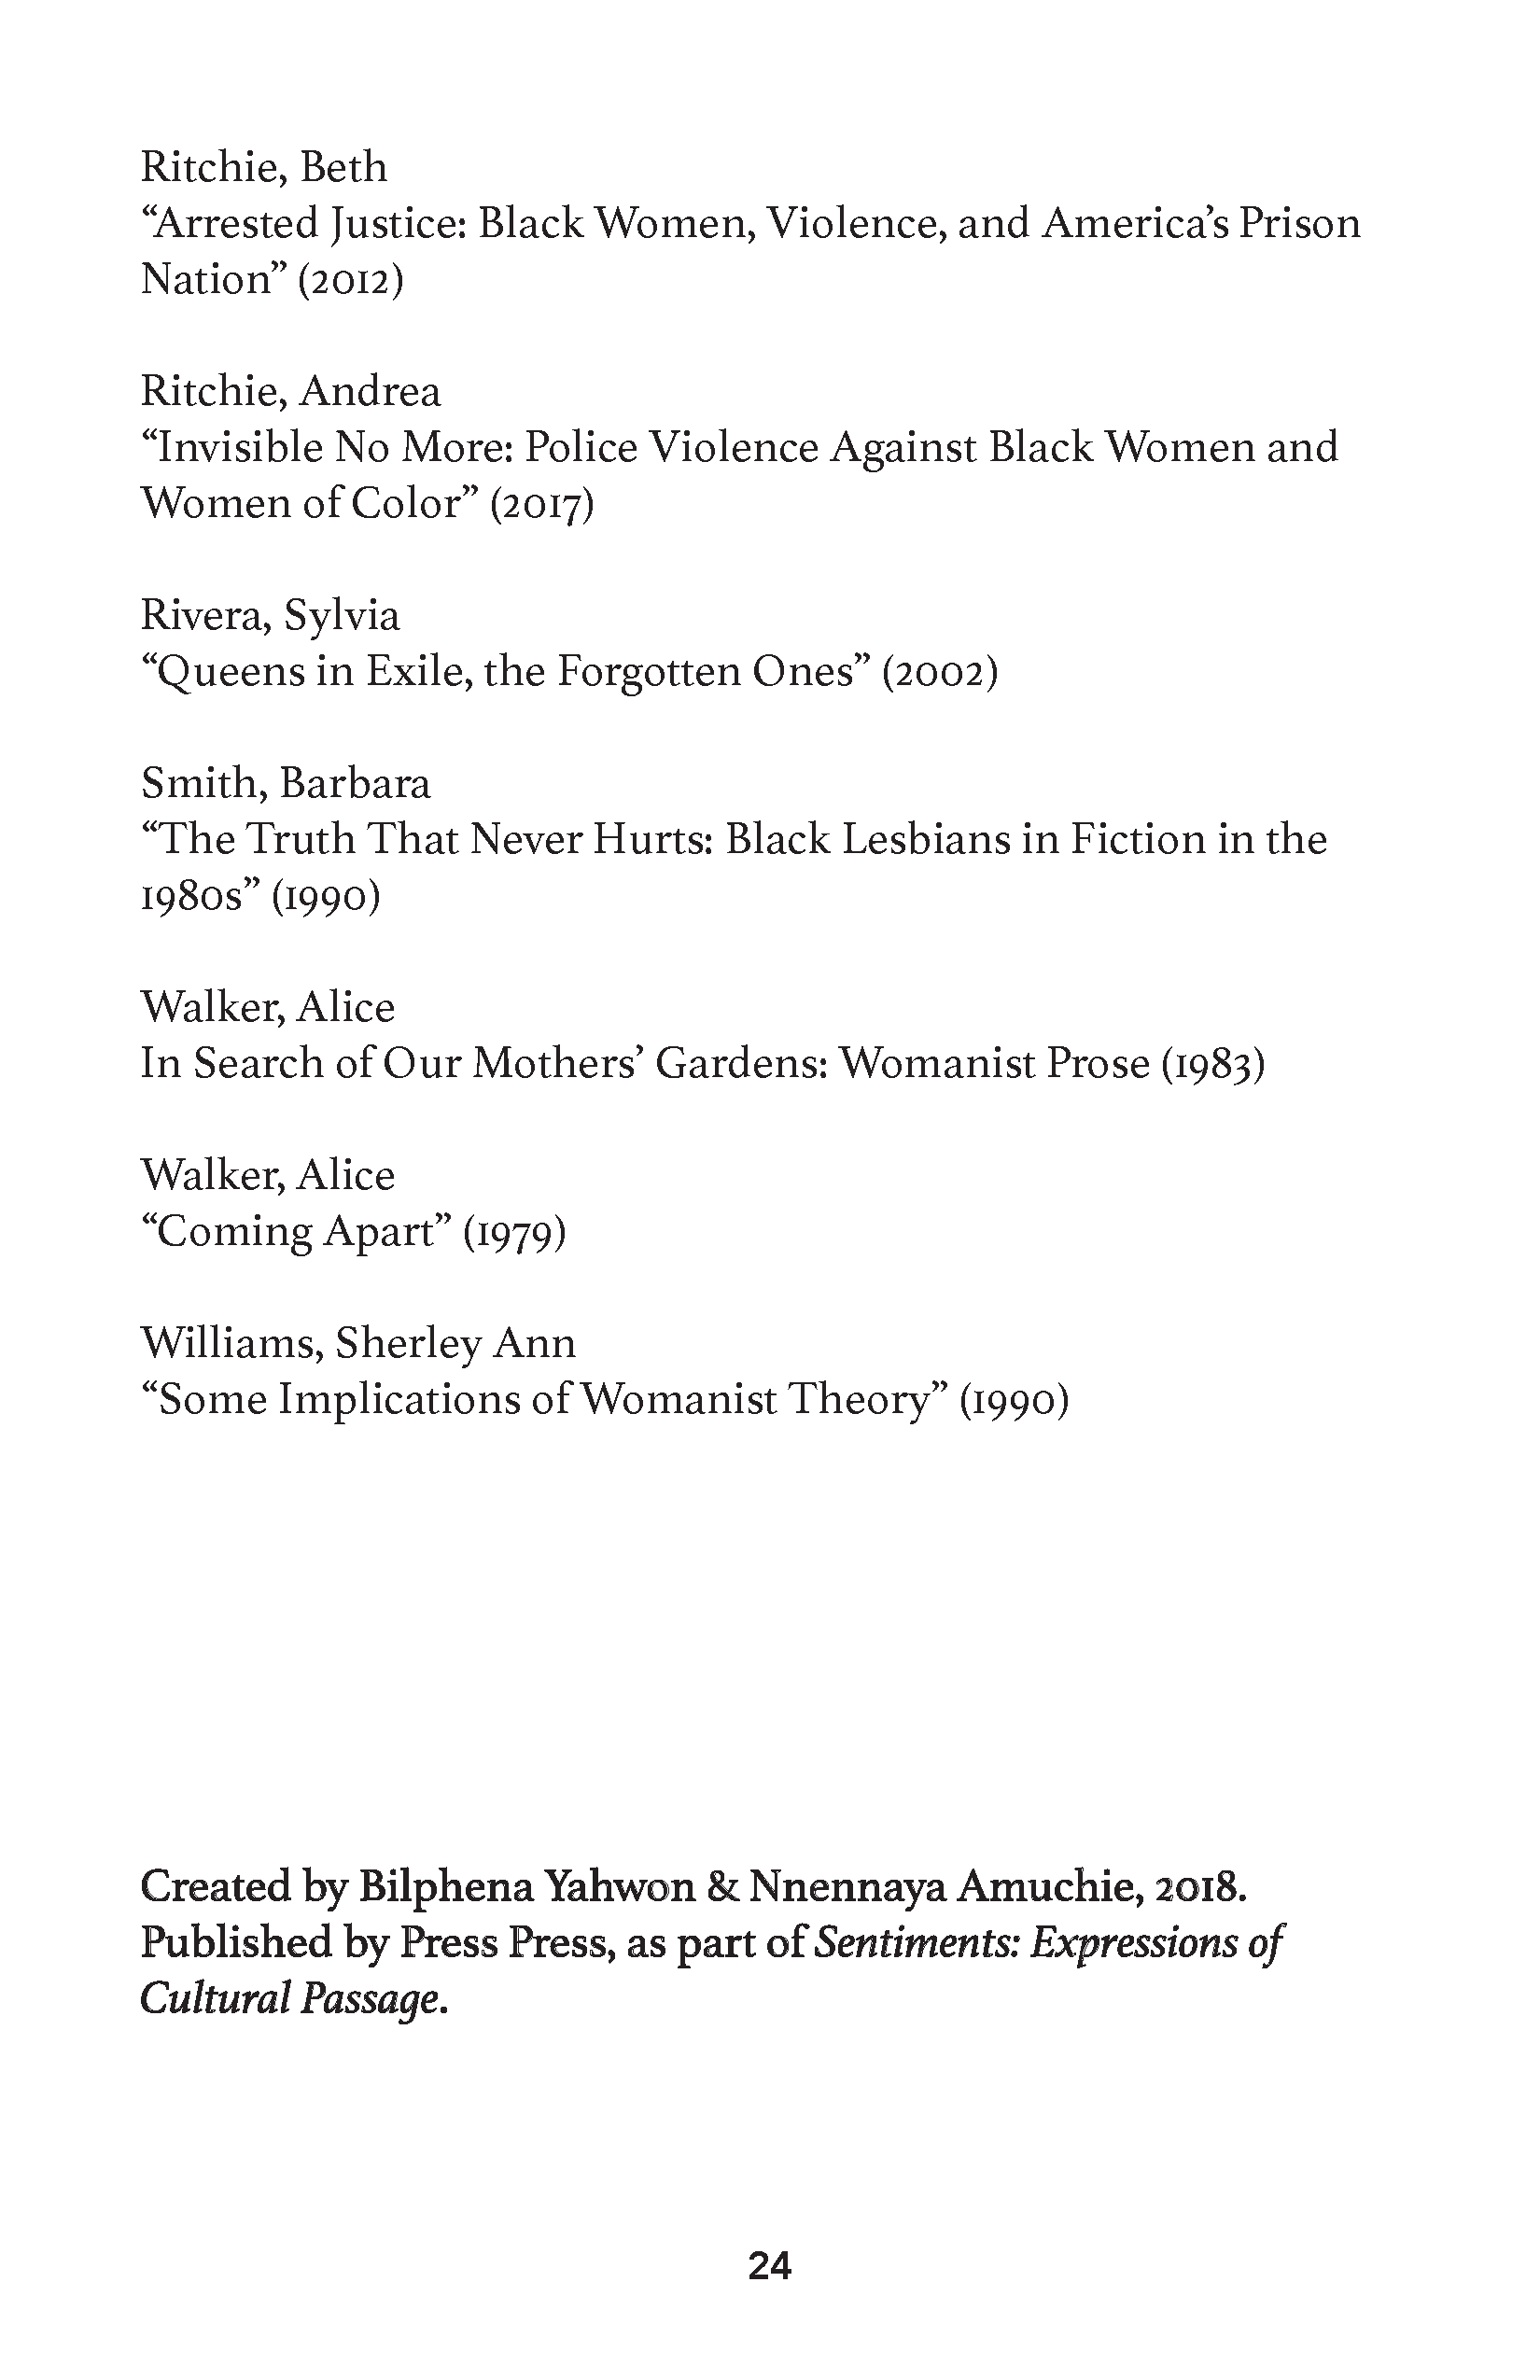 Ritchie, Beth
“Arrested Justice: Black Women, Violence, and America’s Prison
Nation” (2012)
Ritchie, Andrea
“Invisible No More: Police Violence Against Black Women and
Women of Color” (2017)
Rivera, Sylvia
“Queens in Exile, the Forgotten Ones” (2002)
Smith, Barbara
“The Truth That Never Hurts: Black Lesbians in Fiction in the
1980s” (1990)
Walker, Alice
In Search of Our Mothers’ Gardens: Womanist Prose (1983)
Walker, Alice
“Coming Apart” (1979)
Williams, Sherley Ann
“Some Implications of Womanist Theory” (1990)
Created by Bilphena Yahwon & Nnennaya Amuchie, 2018.
Published by Press Press, as part of Sentiments: Expressions of
Cultural Passage.
24